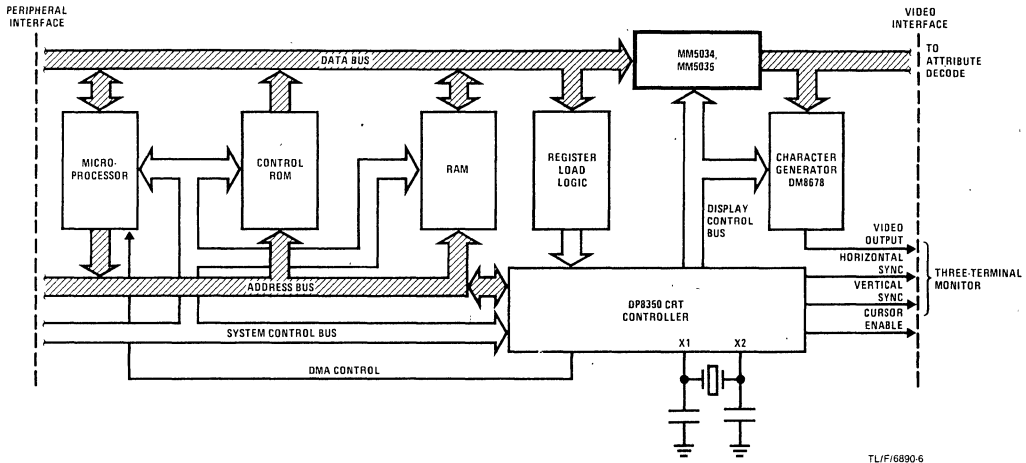 PERIPHERAL
INTERFACE
VIDEO
INTERFACE
DATA BUS
MM5034,
MM5035
TO
ATTRIBUTE
DECODE
MICRO-
PROCESSOR
CONTROL
ROM
RAM
REGISTER
LOAD
LOGIC
CHARACTER
GENERATOR
DM8678
DISPLAY
CONTROL
BUS
VIDEO
OUTPUT
HORIZONTAL
SYNC
VERTICAL
SYNC
CURSOR
ENABLE
THREE-TERMINAL
MONITOR
ADDRESS BUS
DP8350 CRT
CONTROLLER
SYSTEM CONTROL BUS
X1
X2
DMA CONTROL
TL/F/6890-6